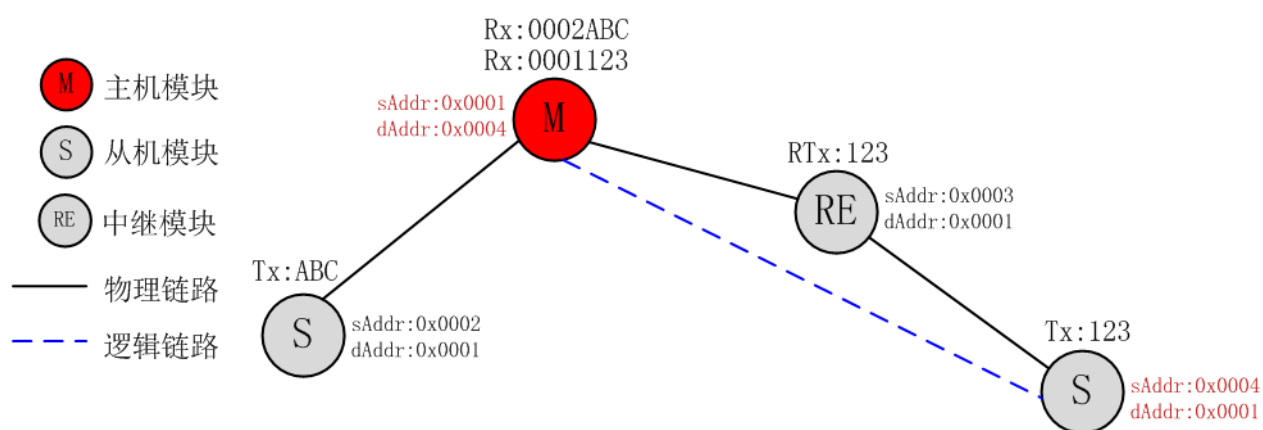 Rx:0002ABC
Rx:0001123
M
主机模块
sAddr:0x0001
dAddr:0x0004
M
S
从机模块
RTx:123
RE
sAddr:0x0003
dAddr:0x0001
RE
中继模块
Tx:ABC
物理链路
S
sAddr:0x0002
dAddr:0x0001
逻辑链路
Tx:123
S
sAddr:0x0004
dAddr:0x0001